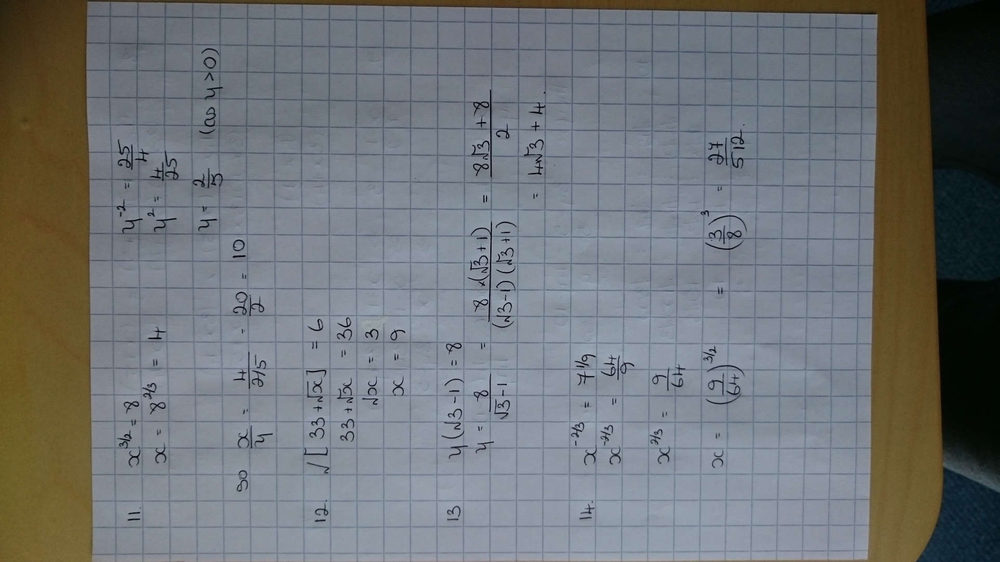 11. x^{3/2} = 8 y^{-2} = 25/4
x = 8^{2/3} = 4 y^2 = 4/25
y = 2/5 (as y > 0)
so x/y = 4/(2/5) = 20/2 = 10
12. √[33 + √x] = 6
33 + √x = 36
√x = 3
x = 9
13 y(√3 - 1) = 8
y = 8/(√3 - 1) = 8 × (√3 + 1)/(√3 - 1)(√3 + 1) = (8√3 + 8)/2
= 4√3 + 4.
14. x^{-2/3} = 7 1/9
x^{-2/3} = 64/9
x^{2/3} = 9/64
x = (9/64)^{3/2} = (3/8)^3 = 27/512.